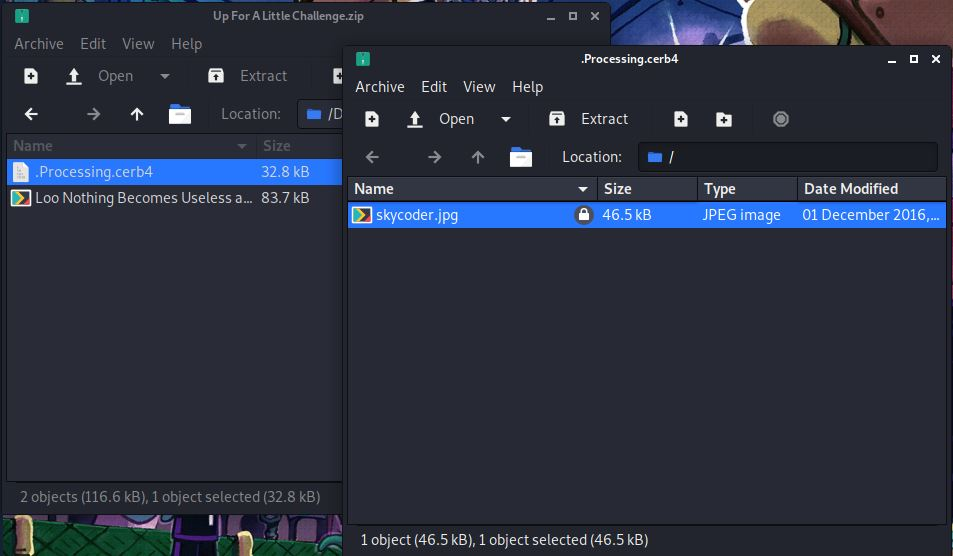 Up For A Little Challenge.zip
Archive Edit View Help
Open Extract
Location: /D
Name Size
.Processing.cerb4 32.8 kB
Loo Nothing Becomes Useless a... 83.7 kB
2 objects (116.6 kB), 1 object selected (32.8 kB)
.Processing.cerb4
Archive Edit View Help
Open Extract
Location: /
Name Size Type Date Modified
skycoder.jpg 46.5 kB JPEG image 01 December 2016,...
1 object (46.5 kB), 1 object selected (46.5 kB)